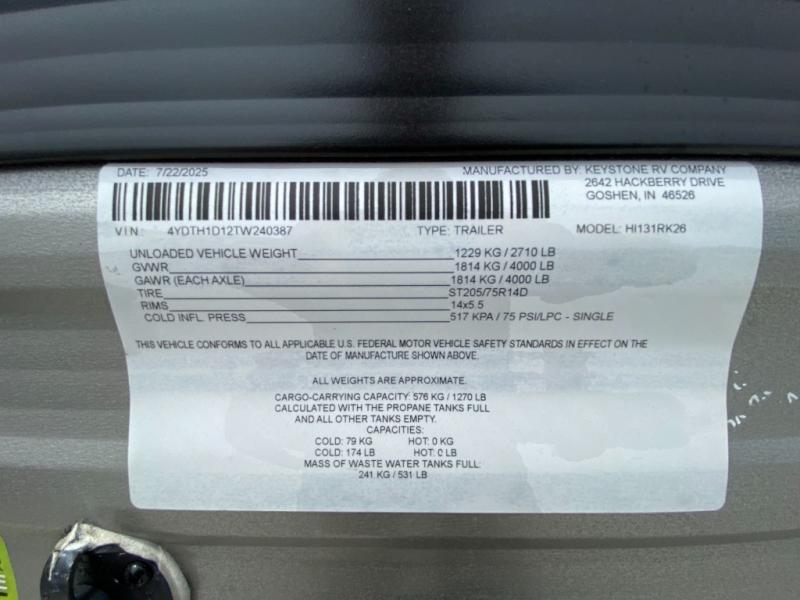 DATE: 7/22/2025 MANUFACTURED BY: KEYSTONE RV COMPANY
2642 HACKBERRY DRIVE
GOSHEN, IN 46526
VIN: 4YDTH1D12TW240387 TYPE: TRAILER MODEL: HI131RK26
UNLOADED VEHICLE WEIGHT 1229 KG / 2710 LB
GVWR 1814 KG / 4000 LB
GAWR (EACH AXLE) 1814 KG / 4000 LB
TIRE ST205/75R14D
RIMS 14x5.5
COLD INFL. PRESS 517 KPA / 75 PSI/LPC - SINGLE
THIS VEHICLE CONFORMS TO ALL APPLICABLE U.S. FEDERAL MOTOR VEHICLE SAFETY STANDARDS IN EFFECT ON THE
DATE OF MANUFACTURE SHOWN ABOVE.
ALL WEIGHTS ARE APPROXIMATE.
CARGO-CARRYING CAPACITY: 576 KG / 1270 LB
CALCULATED WITH THE PROPANE TANKS FULL
AND ALL OTHER TANKS EMPTY.
CAPACITIES:
COLD: 79 KG HOT: 0 KG
COLD: 174 LB HOT: 0 LB
MASS OF WASTE WATER TANKS FULL:
241 KG / 531 LB